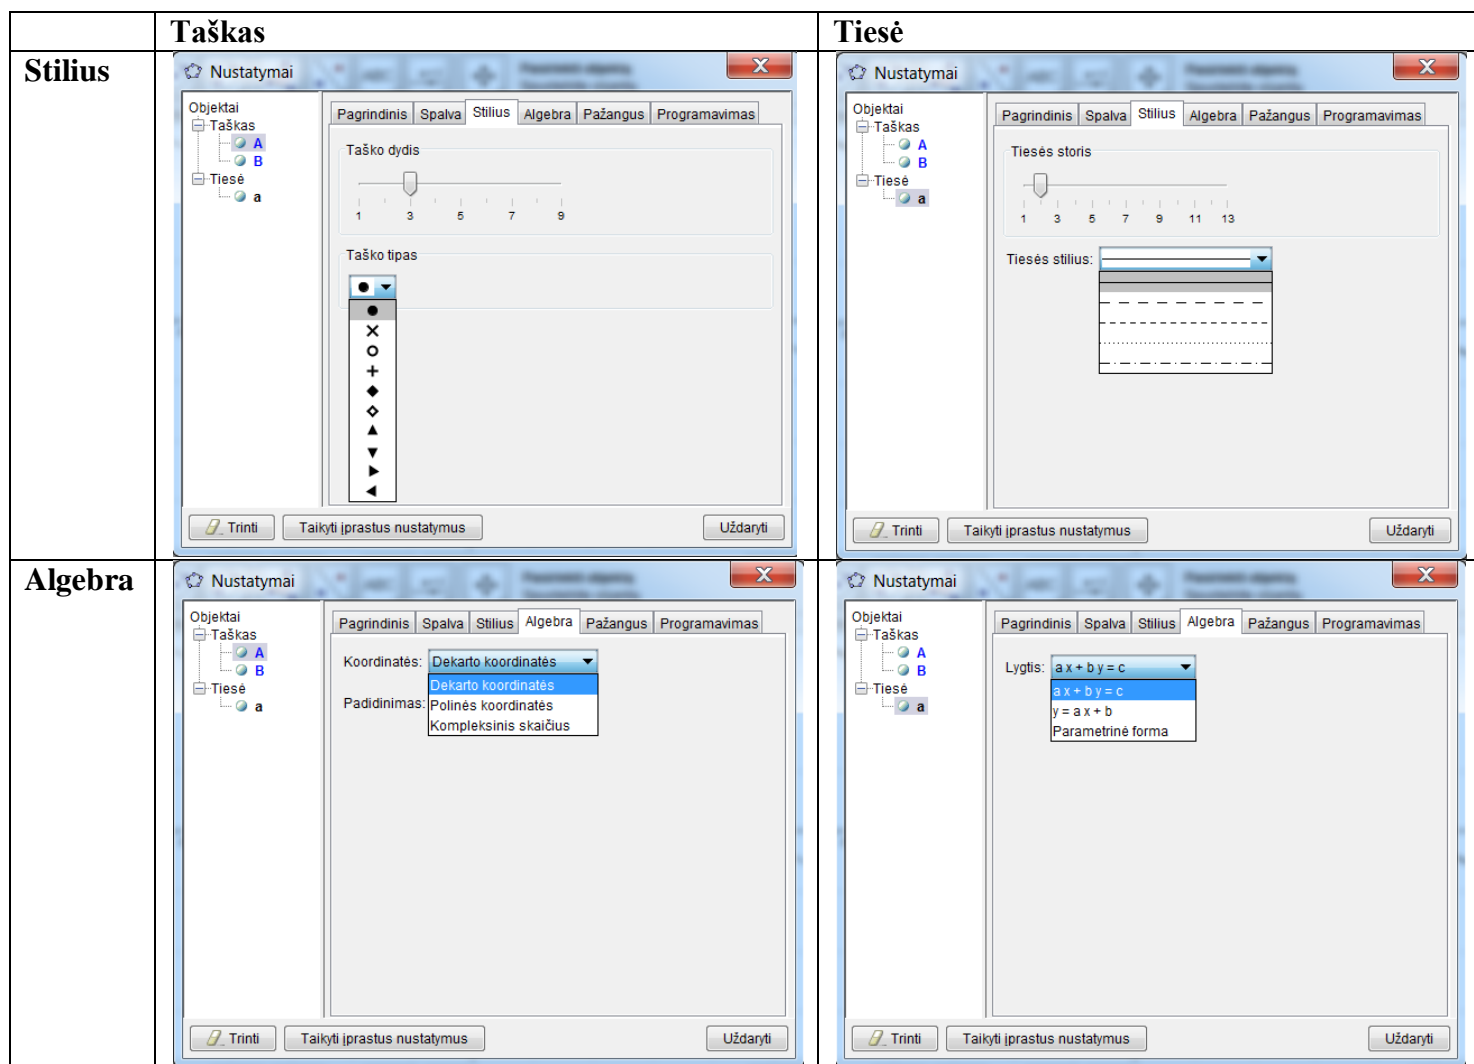 Taškas Tiesė
Stilius
Nustatymai
Objektai
Taškas
A
B
Tiesė
a
Pagrindinis Spalva Stilius Algebra Pažangus Programavimas
Taško dydis
1 3 5 7 9
Taško tipas
Trinti Taikyti įprastus nustatymus Uždaryti
Nustatymai
Objektai
Taškas
A
B
Tiesė
a
Pagrindinis Spalva Stilius Algebra Pažangus Programavimas
Tiesės storis
1 3 5 7 9 11 13
Tiesės stilius:
Trinti Taikyti įprastus nustatymus Uždaryti
Algebra
Nustatymai
Objektai
Taškas
A
B
Tiesė
a
Pagrindinis Spalva Stilius Algebra Pažangus Programavimas
Koordinatės: Dekarto koordinatės
Dekarto koordinatės
Padidinimas: Polinės koordinatės
Kompleksinis skaičius
Trinti Taikyti įprastus nustatymus Uždaryti
Nustatymai
Objektai
Taškas
A
B
Tiesė
a
Pagrindinis Spalva Stilius Algebra Pažangus Programavimas
Lygtis: a x + b y = c
a x + b y = c
y = a x + b
Parametrinė forma
Trinti Taikyti įprastus nustatymus Uždaryti